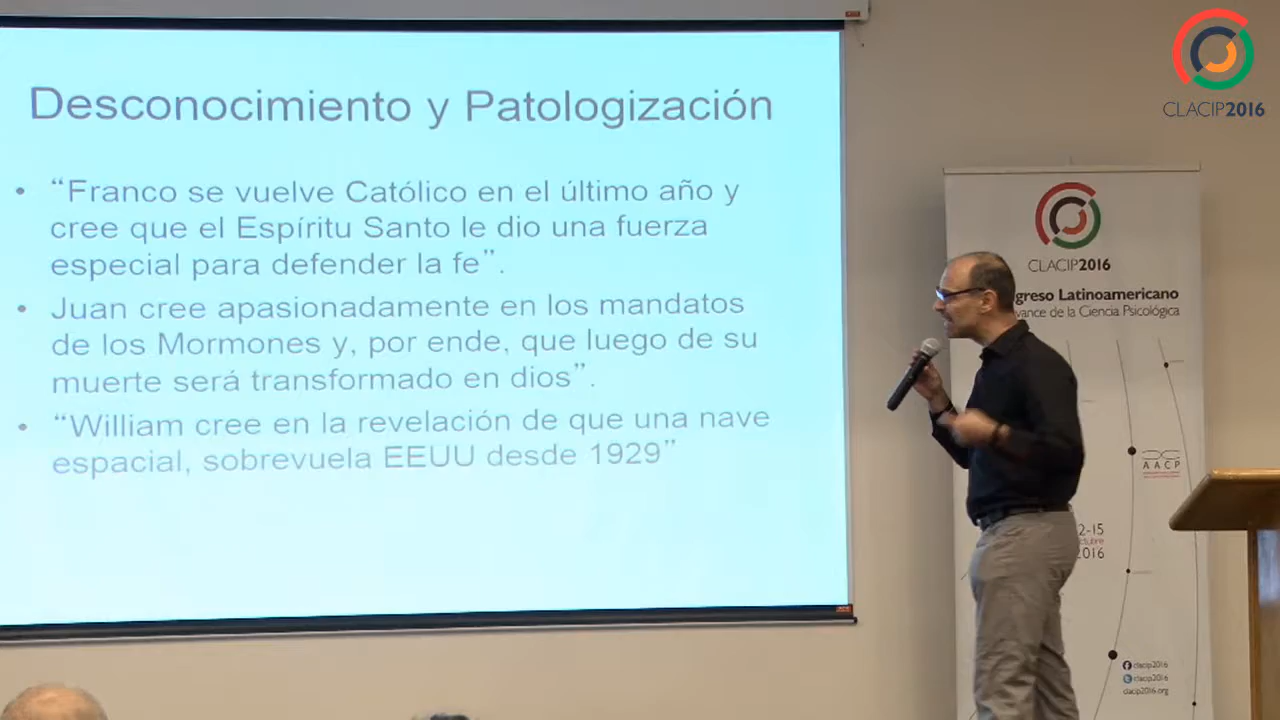 Desconocimiento y Patologización
• “Franco se vuelve Católico en el último año y
cree que el Espíritu Santo le dio una fuerza
especial para defender la fe”.
• Juan cree apasionadamente en los mandatos
de los Mormones y, por ende, que luego de su
muerte será transformado en dios”.
• “William cree en la revelación de que una nave
espacial, sobrevuela EEUU desde 1929”
CLACIP2016
CLACIP2016
Latinoamericano
de la Ciencia Psicológica
AACP
2-15
2016
clacip2016
clacip2016
clacip2016.org